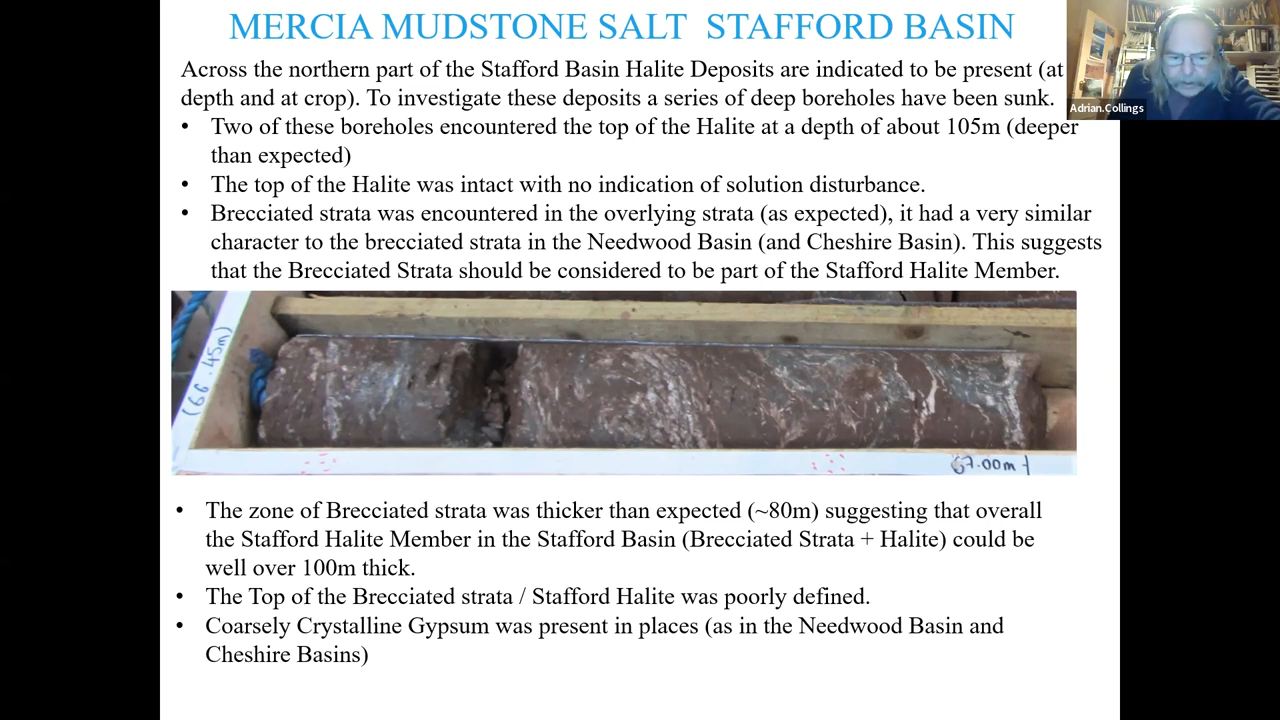 MERCIA MUDSTONE SALT STAFFORD BASIN
Across the northern part of the Stafford Basin Halite Deposits are indicated to be present (at
depth and at crop). To investigate these deposits a series of deep boreholes have been sunk.
• Two of these boreholes encountered the top of the Halite at a depth of about 105m (deeper
than expected)
• The top of the Halite was intact with no indication of solution disturbance.
• Brecciated strata was encountered in the overlying strata (as expected), it had a very similar
character to the brecciated strata in the Needwood Basin (and Cheshire Basin). This suggests
that the Brecciated Strata should be considered to be part of the Stafford Halite Member.
(66.45m)
67.00m
• The zone of Brecciated strata was thicker than expected (~80m) suggesting that overall
the Stafford Halite Member in the Stafford Basin (Brecciated Strata + Halite) could be
well over 100m thick.
• The Top of the Brecciated strata / Stafford Halite was poorly defined.
• Coarsely Crystalline Gypsum was present in places (as in the Needwood Basin and
Cheshire Basins)
Adrian.Collings